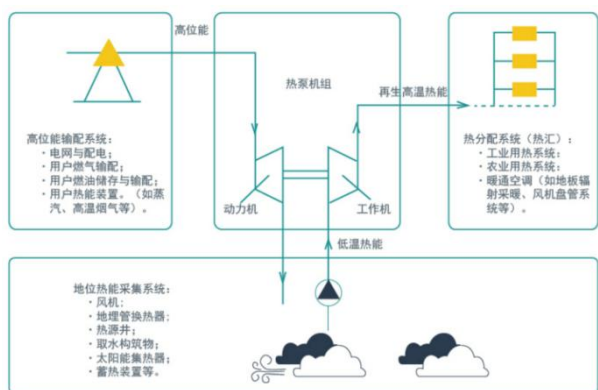 高位能
热泵机组
再生高温热能
高位能输配系统:
· 电网与配电;
· 用户燃气输配;
· 用户燃油储存与输配;
· 用户热能装置。（如蒸
汽、高温烟气等）。
动力机
工作机
热分配系统（热汇）:
· 工业用热系统;
· 农业用热系统;
· 暖通空调（如地板辐
射采暖、风机盘管系
统等）。
低温热能
地位热能采集系统:
· 风机;
· 地埋管换热器;
· 热源井;
· 取水构筑物;
· 太阳能集热器;
· 蓄热装置等。